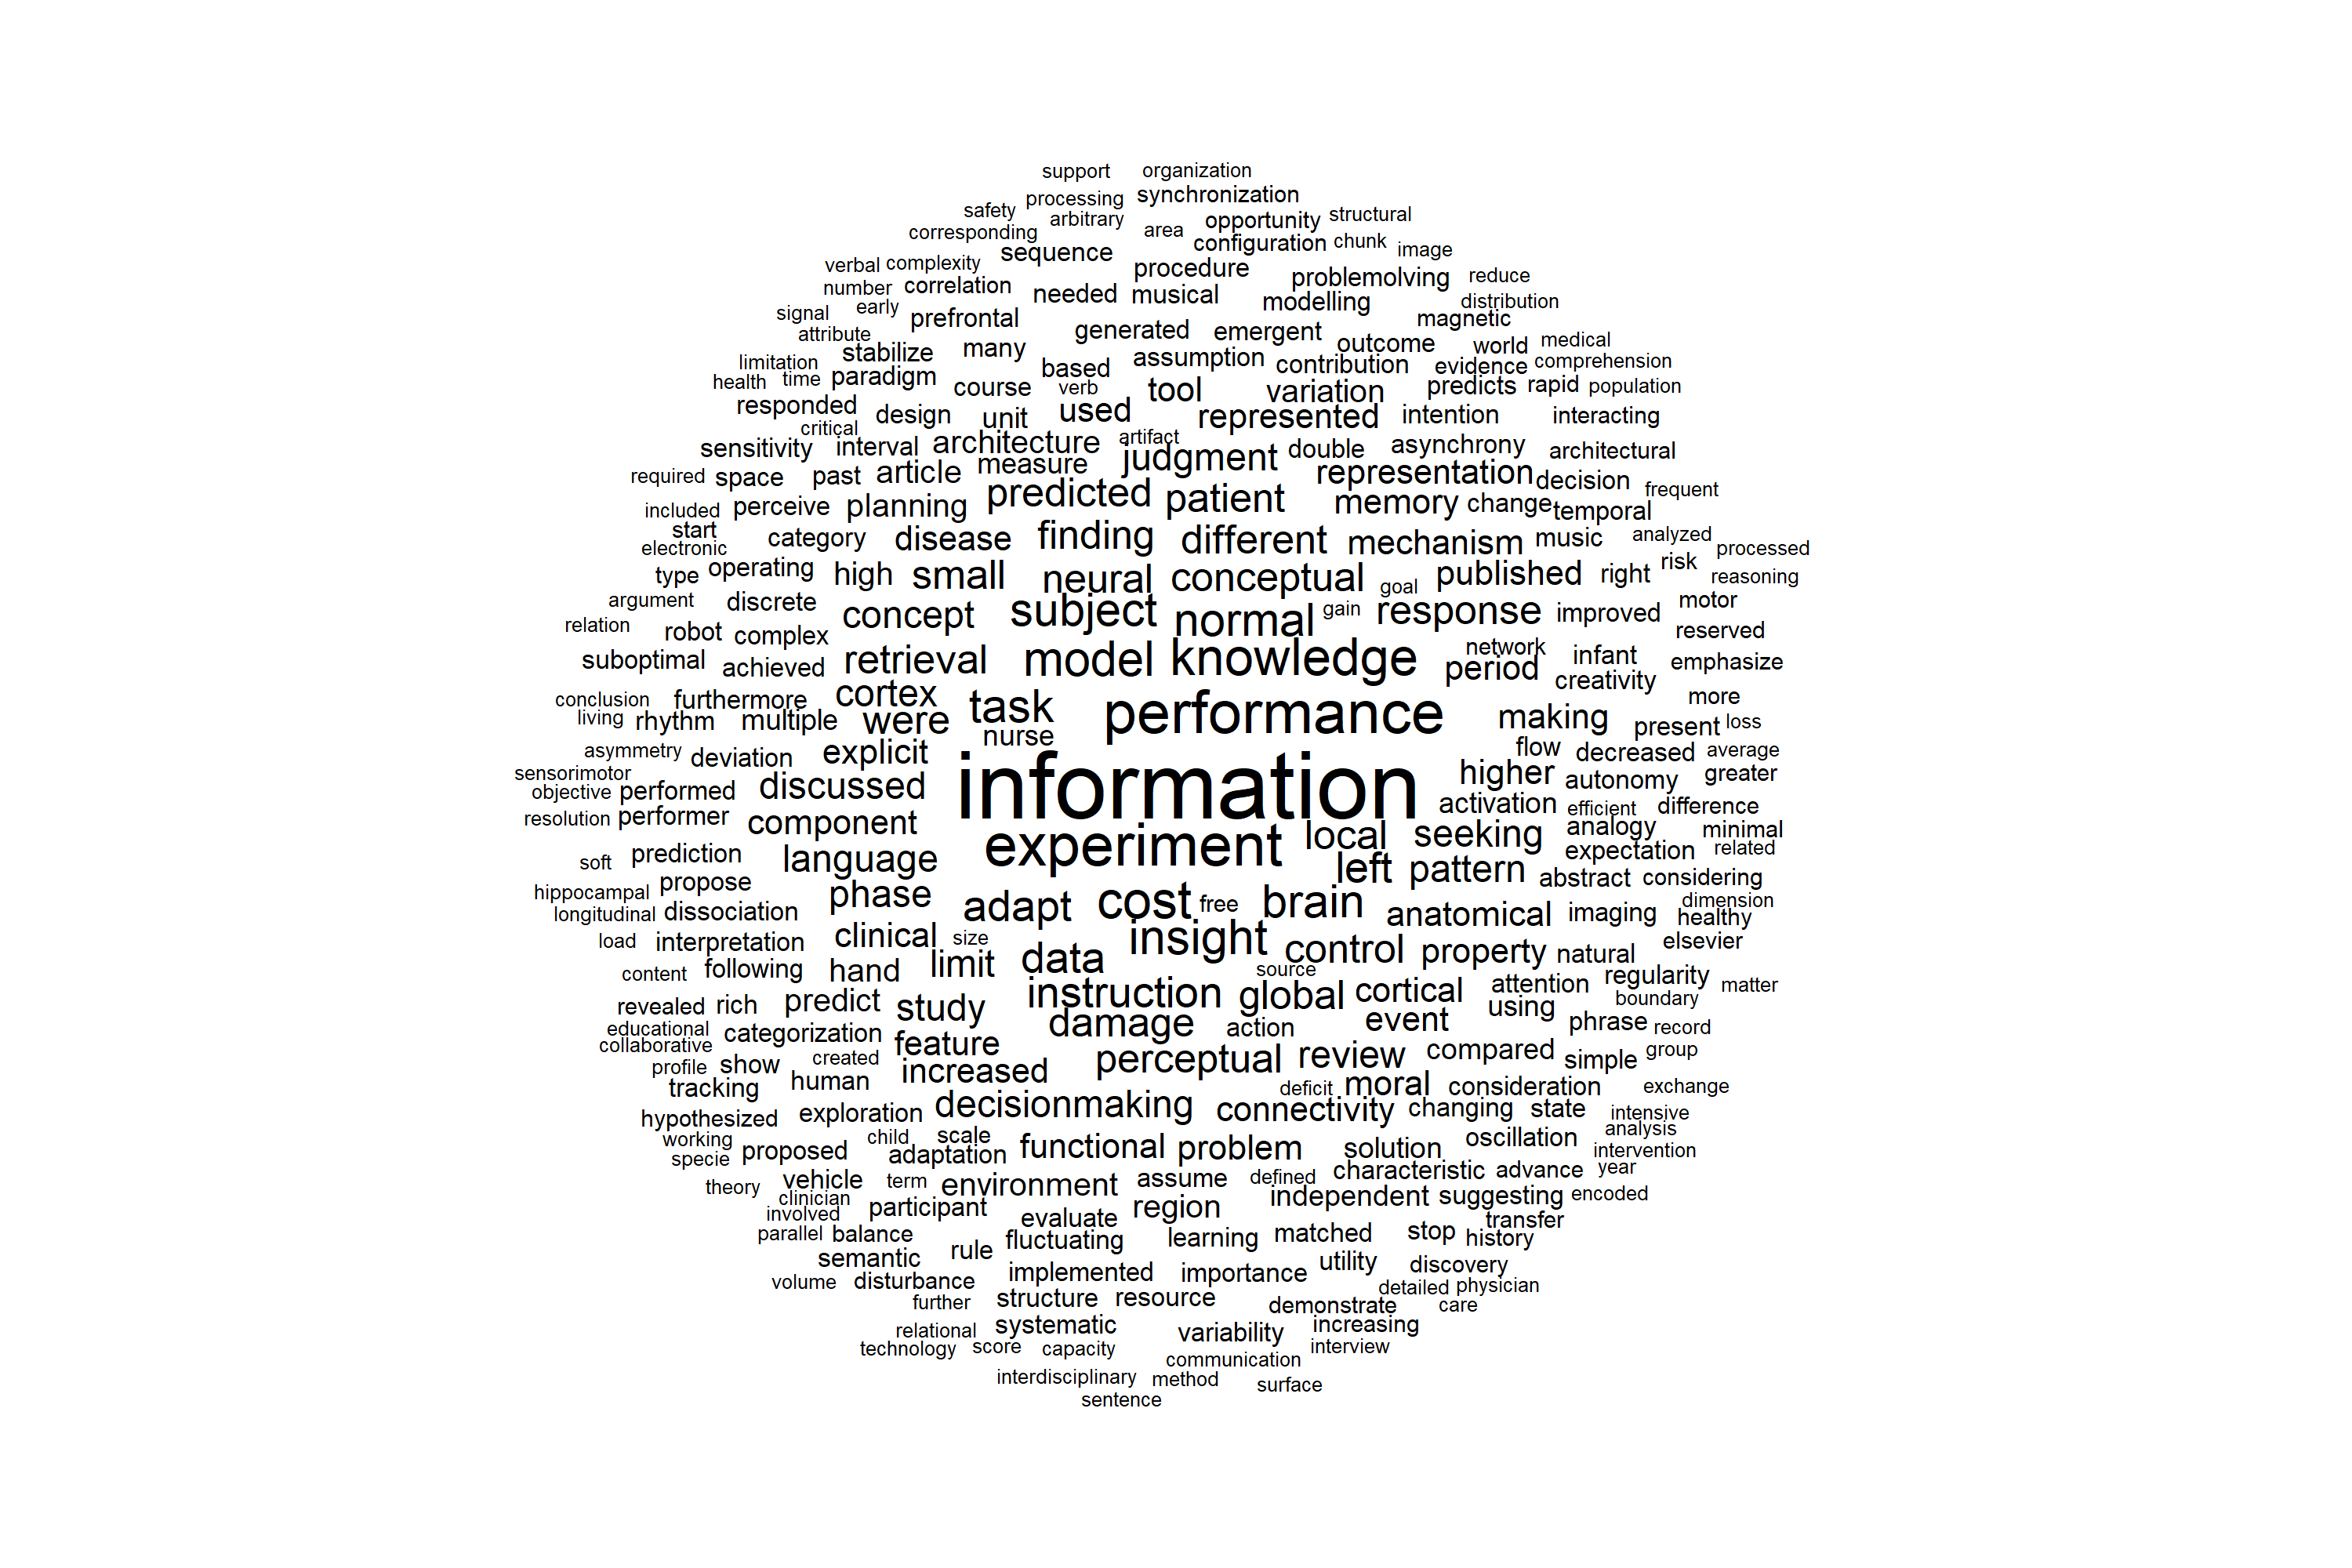 support organization
processing synchronization
safety arbitrary opportunity structural
corresponding area configuration chunk image
sequence
verbal complexity procedure problemolving reduce
number correlation needed musical modelling distribution
signal early prefrontal generated emergent magnetic
attribute outcome world medical
limitation stabilize many assumption contribution evidence comprehension
health time paradigm course based verb tool variation predicts rapid population
responded design unit used represented intention interacting
critical
sensitivity interval architecture artifact judgment double asynchrony architectural
required space past article measure representation decision frequent
included perceive planning predicted patient memory change temporal
start
electronic category disease finding different mechanism music analyzed processed
type operating high small neural conceptual goal published right risk reasoning
argument discrete concept subject normal gain response improved motor
relation robot complex reserved
suboptimal achieved retrieval model knowledge network period infant emphasize
creativity
conclusion furthermore cortex more
living rhythm multiple were task performance making present loss
nurse
asymmetry deviation explicit flow decreased average
sensorimotor
objective performed discussed information higher autonomy greater
resolution performer component activation efficient difference
experiment local seeking analogy minimal
soft prediction language expectation related
hippocampal propose phase left pattern abstract considering
longitudinal dissociation adapt cost free brain anatomical imaging dimension healthy
load interpretation clinical size insight control property natural elsevier
content following hand limit data source attention regularity matter
revealed rich predict study instruction global cortical using boundary
educational categorization damage action event phrase record
collaborative feature
profile show created perceptual review compared simple group
tracking human increased deficit moral consideration exchange
hypothesized exploration decisionmaking connectivity changing state intensive
working child scale oscillation analysis
specie proposed adaptation functional problem solution intervention
theory vehicle term environment assume defined characteristic advance year
clinician independent suggesting encoded
involved participant region
parallel balance evaluate fluctuating learning matched stop transfer history
semantic rule utility discovery
volume disturbance implemented importance detailed physician
further structure resource demonstrate care
relational systematic variability increasing
technology score capacity communication interview
interdisciplinary method surface
sentence